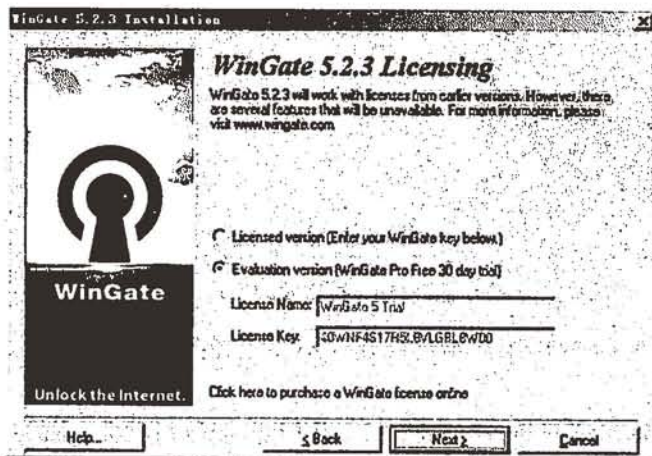 WinGate 5.2.3 Installation
WinGate 5.2.3 Licensing
WinGate 5.2.3 will work with licenses from earlier versions. However, there
are several features that will be unavailable. For more information, please
visit www.wingate.com
Licensed version (Enter your WinGate key below.)
Evaluation version (WinGate Pro Free 30 day trial)
License Name: WinGate 5 Trial
License Key:
WinGate
Unlock the Internet.
Click here to purchase a WinGate license online
Help... < Back Next > Cancel